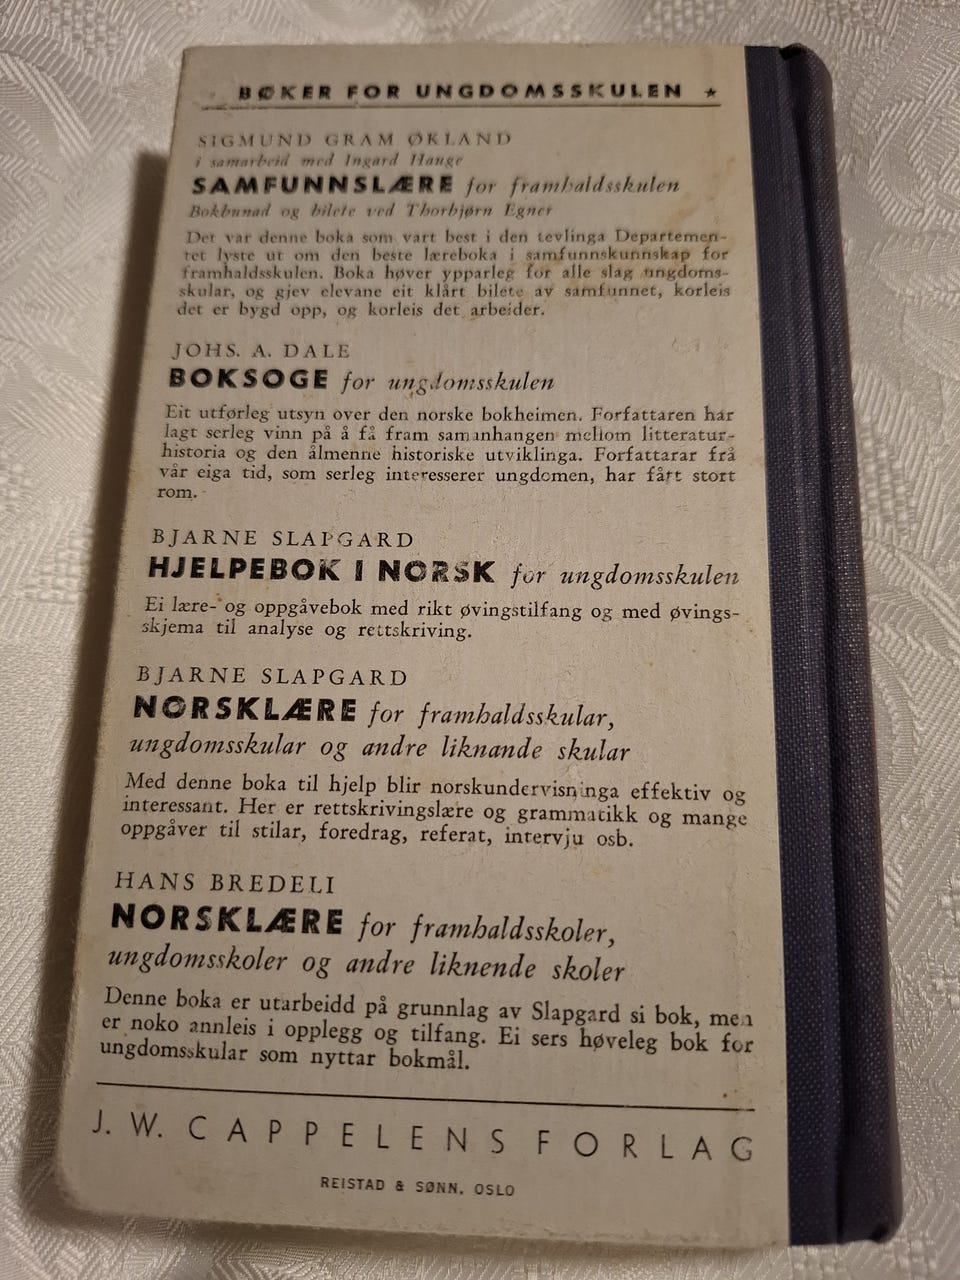 BØKER FOR UNGDOMSSKULEN ★
SIGMUND GRAM ØKLAND
i samarbeid med Ingard Hauge
SAMFUNNSLÆRE for framhaldsskulen
Bokbunad og bilete ved Thorbjørn Egner
Det var denne boka som vart best i den tevlinga Departemen-
tet lyste ut om den beste læreboka i samfunnskunnskap for
framhaldsskulen. Boka høver ypparleg for alle slag ungdoms-
skular, og gjev elevane eit klårt bilete av samfunnet, korleis
det er bygd opp, og korleis det arbeider.
JOHS. A. DALE
BOKSOGE for ungdomsskulen
Eit utførleg utsyn over den norske bokheimen. Forfattaren har
lagt serleg vinn på å få fram samanhangen mellom litteratur-
historia og den ålmenne historiske utviklinga. Forfattarar frå
vår eiga tid, som serleg interesserer ungdomen, har fått stort
rom.
BJARNE SLAPGARD
HJELPEBOK I NORSK for ungdomsskulen
Ei lære- og oppgåvebok med rikt øvingstilfang og med øvings-
skjema til analyse og rettskriving.
BJARNE SLAPGARD
NORSKLÆRE for framhaldsskular,
ungdomsskular og andre liknande skular
Med denne boka til hjelp blir norskundervisninga effektiv og
interessant. Her er rettskrivingslære og grammatikk og mange
oppgåver til stilar, foredrag, referat, intervju osb.
HANS BREDELI
NORSKLÆRE for framhaldsskoler,
ungdomsskoler og andre liknende skoler
Denne boka er utarbeidd på grunnlag av Slapgard si bok, men
er noko annleis i opplegg og tilfang. Ei sers høveleg bok for
ungdomsskular som nyttar bokmål.
J. W. CAPPELENS FORLAG
REISTAD & SØNN, OSLO